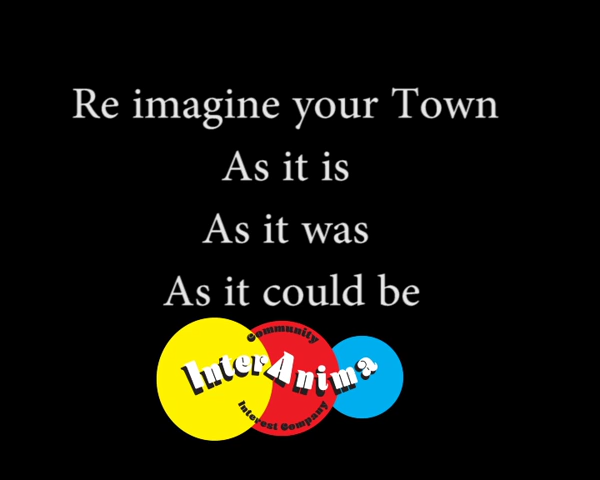 Re imagine your Town
As it is
As it was
As it could be
Community
InterAnima
Interest Company